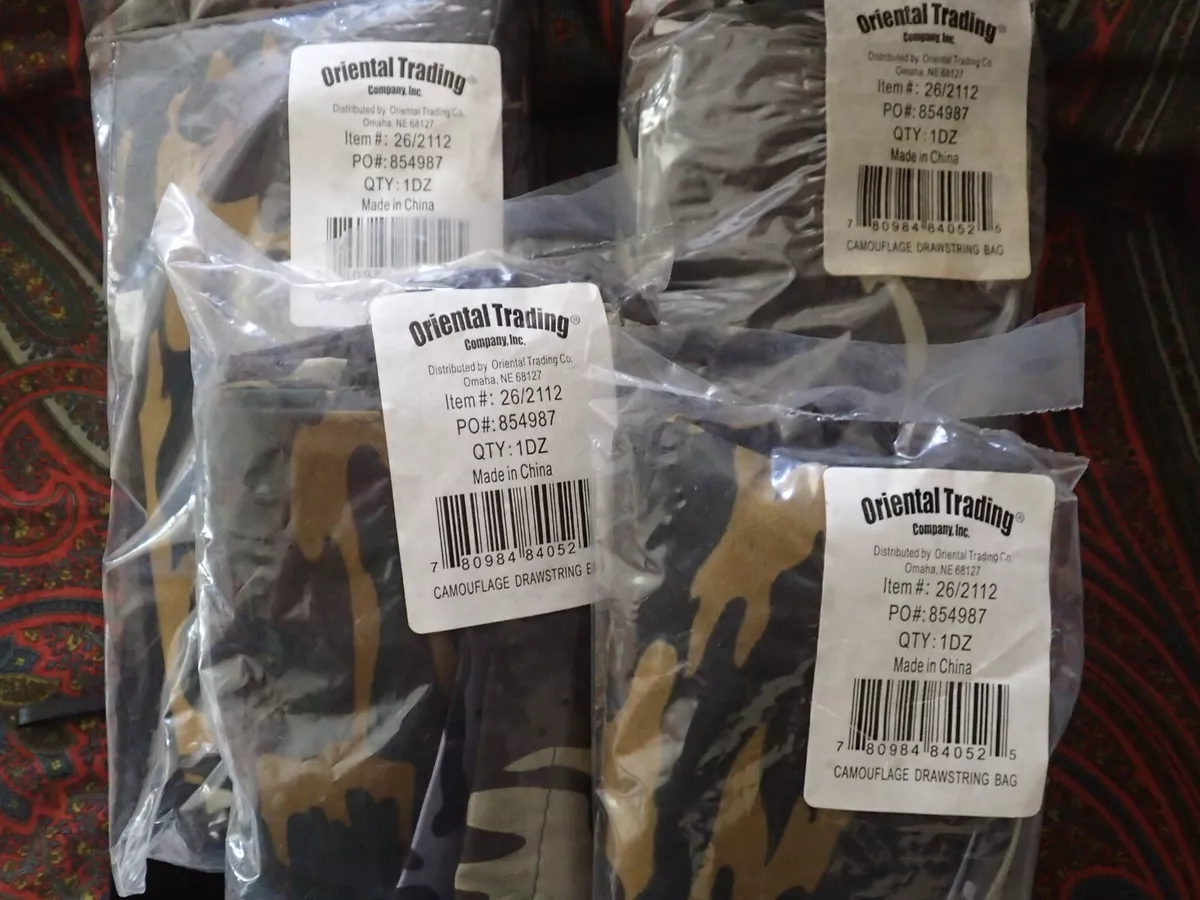 Oriental Trading®
Company, Inc.
Distributed by Oriental Trading Co.
Omaha, NE 68127
Item #: 26/2112
PO#: 854987
QTY: 1DZ
Made in China
Oriental Trading®
Company, Inc.
Distributed by Oriental Trading Co.
Omaha, NE 68127
Item #: 26/2112
PO#: 854987
QTY: 1DZ
Made in China
7 80984 84052 5
CAMOUFLAGE DRAWSTRING BAG
Oriental Trading®
Company, Inc.
Distributed by Oriental Trading Co.
Omaha, NE 68127
Item #: 26/2112
PO#: 854987
QTY: 1DZ
Made in China
7 80984 84052
CAMOUFLAGE DRAWSTRING
Oriental Trading®
Company, Inc.
Distributed by Oriental Trading Co.
Omaha, NE 68127
Item #: 26/2112
PO#: 854987
QTY: 1DZ
Made in China
7 80984 84052 5
CAMOUFLAGE DRAWSTRING BAG